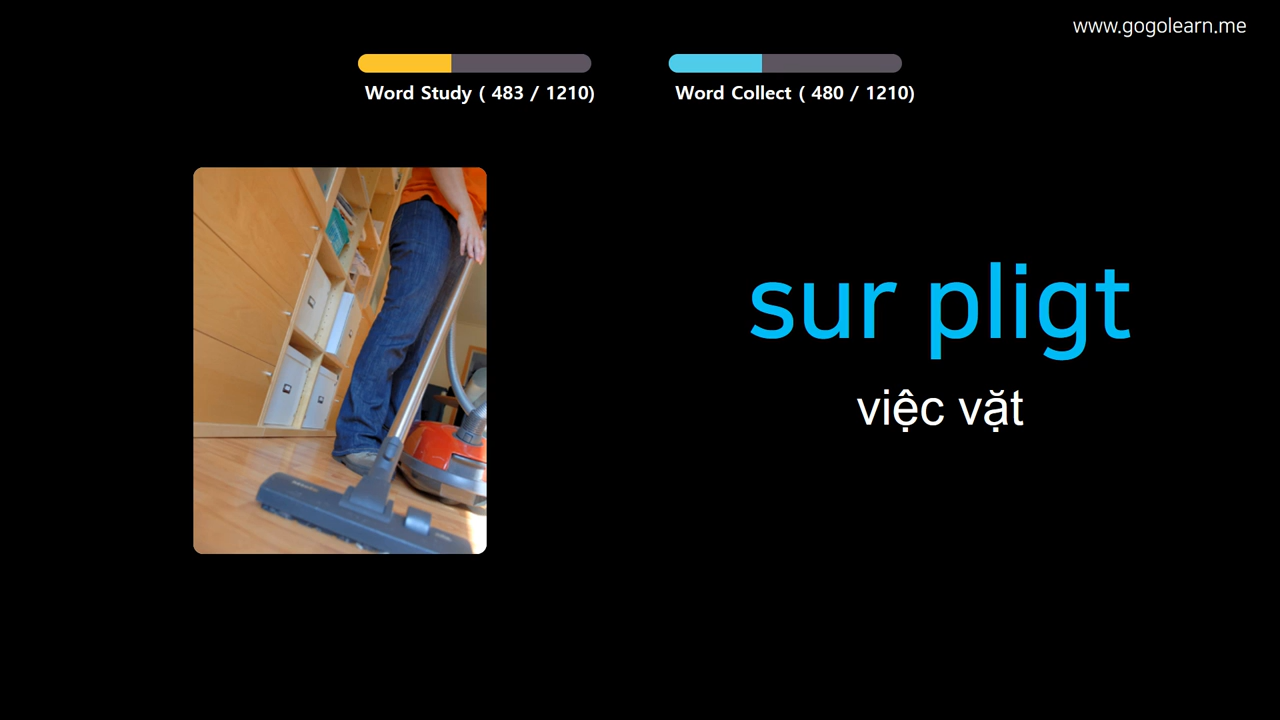 www.gogolearn.me
Word Study ( 483 / 1210)
Word Collect ( 480 / 1210)
sur pligt
việc vặt